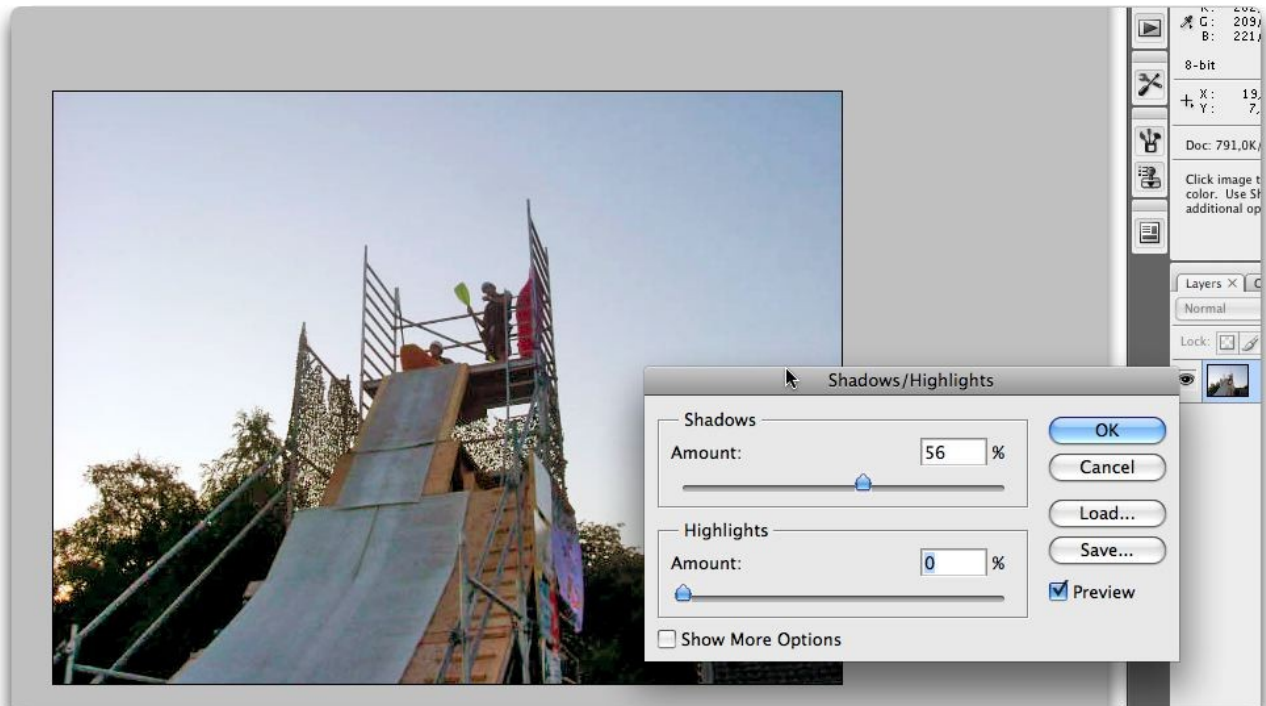 G: 209/
B: 221/
8-bit
X: 19,
Y: 7,
Doc: 791,0K/
Click image t
color. Use Sh
additional op
Layers
Normal
Lock:
Shadows/Highlights
Shadows
Amount: 56 %
Highlights
Amount: 0 %
Show More Options
OK
Cancel
Load...
Save...
Preview